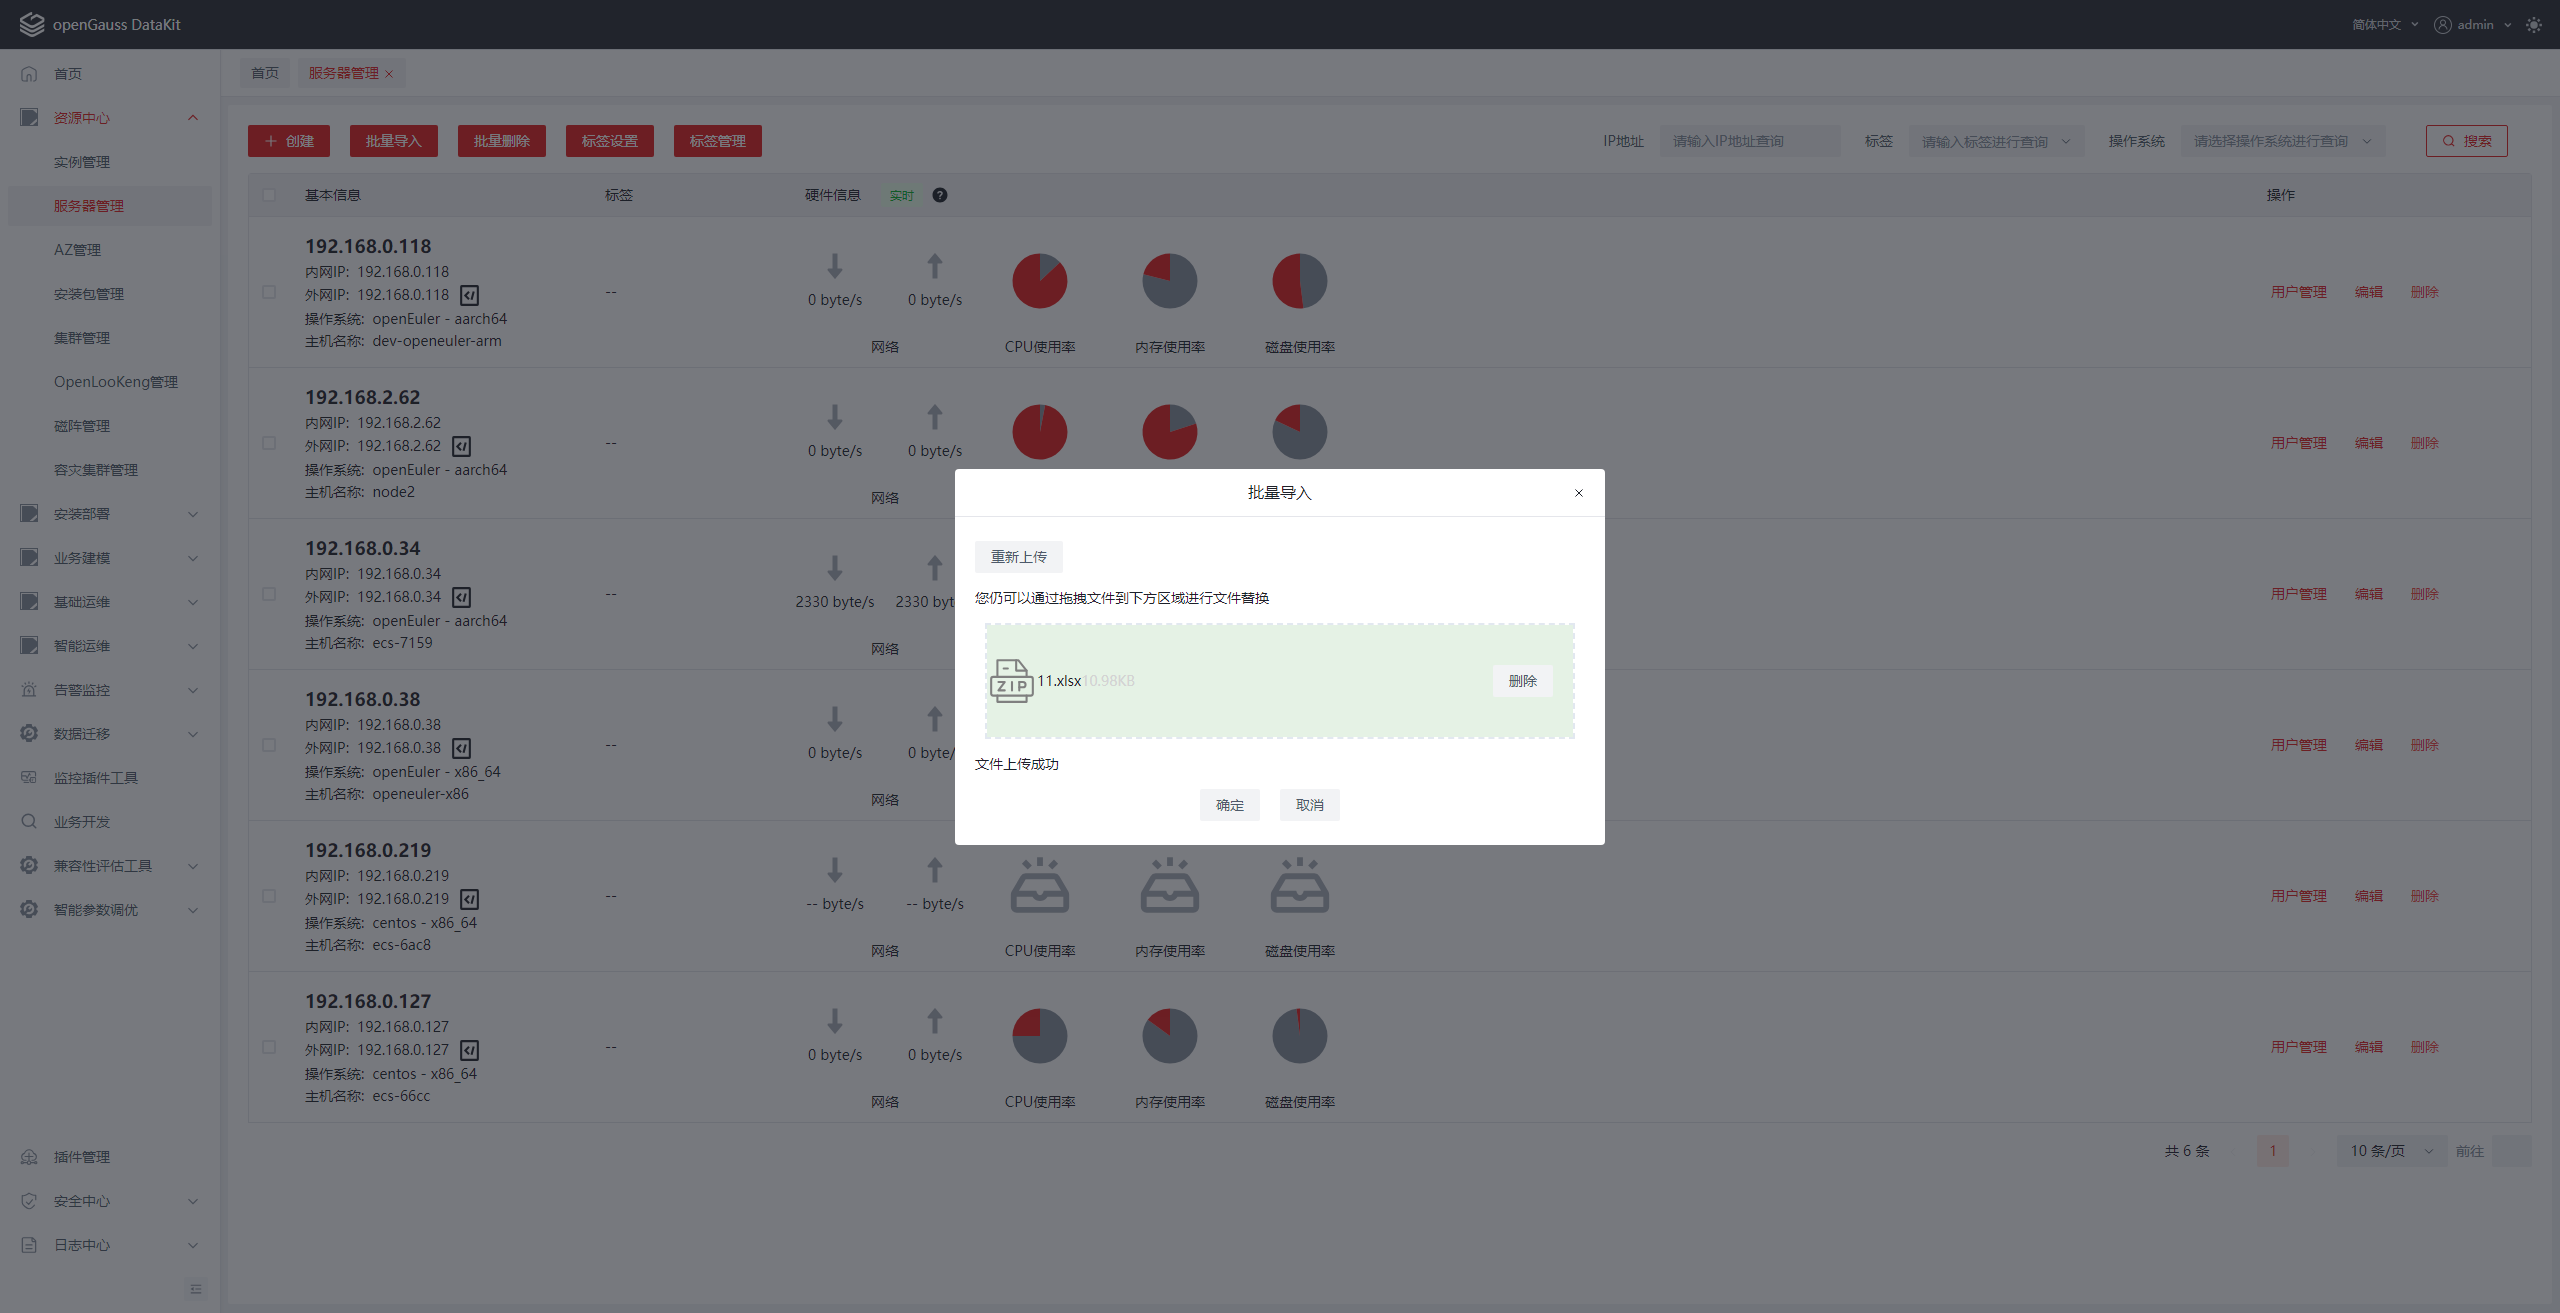 openGauss DataKit
简体中文
admin
首页
资源中心
实例管理
服务器管理
AZ管理
安装包管理
集群管理
OpenLooKeng管理
磁阵管理
容灾集群管理
安装部署
业务建模
基础运维
智能运维
告警监控
数据迁移
监控插件工具
业务开发
兼容性评估工具
智能参数调优
插件管理
安全中心
日志中心
首页
服务器管理
创建
批量导入
批量删除
标签设置
标签管理
IP地址
请输入IP地址查询
标签
请输入标签进行查询
操作系统
请选择操作系统进行查询
搜索
基本信息
标签
硬件信息
实时
?
操作
192.168.0.118
内网IP: 192.168.0.118
外网IP: 192.168.0.118
操作系统: openEuler - aarch64
主机名称: dev-openeuler-arm
--
0 byte/s
0 byte/s
网络
CPU使用率
内存使用率
磁盘使用率
用户管理
编辑
删除
192.168.2.62
内网IP: 192.168.2.62
外网IP: 192.168.2.62
操作系统: openEuler - aarch64
主机名称: node2
--
0 byte/s
0 byte/s
网络
用户管理
编辑
删除
192.168.0.34
内网IP: 192.168.0.34
外网IP: 192.168.0.34
操作系统: openEuler - aarch64
主机名称: ecs-7159
--
2330 byte/s
2330 byt
网络
用户管理
编辑
删除
192.168.0.38
内网IP: 192.168.0.38
外网IP: 192.168.0.38
操作系统: openEuler - x86_64
主机名称: openeuler-x86
--
0 byte/s
0 byte/
网络
用户管理
编辑
删除
192.168.0.219
内网IP: 192.168.0.219
外网IP: 192.168.0.219
操作系统: centos - x86_64
主机名称: ecs-6ac8
--
-- byte/s
-- byte/s
网络
CPU使用率
内存使用率
磁盘使用率
用户管理
编辑
删除
192.168.0.127
内网IP: 192.168.0.127
外网IP: 192.168.0.127
操作系统: centos - x86_64
主机名称: ecs-66cc
--
0 byte/s
0 byte/s
网络
CPU使用率
内存使用率
磁盘使用率
用户管理
编辑
删除
共 6 条
1
10 条/页
前往
批量导入
重新上传
您仍可以通过拖拽文件到下方区域进行文件替换
ZIP
11.xlsx10.98KB
删除
文件上传成功
确定
取消